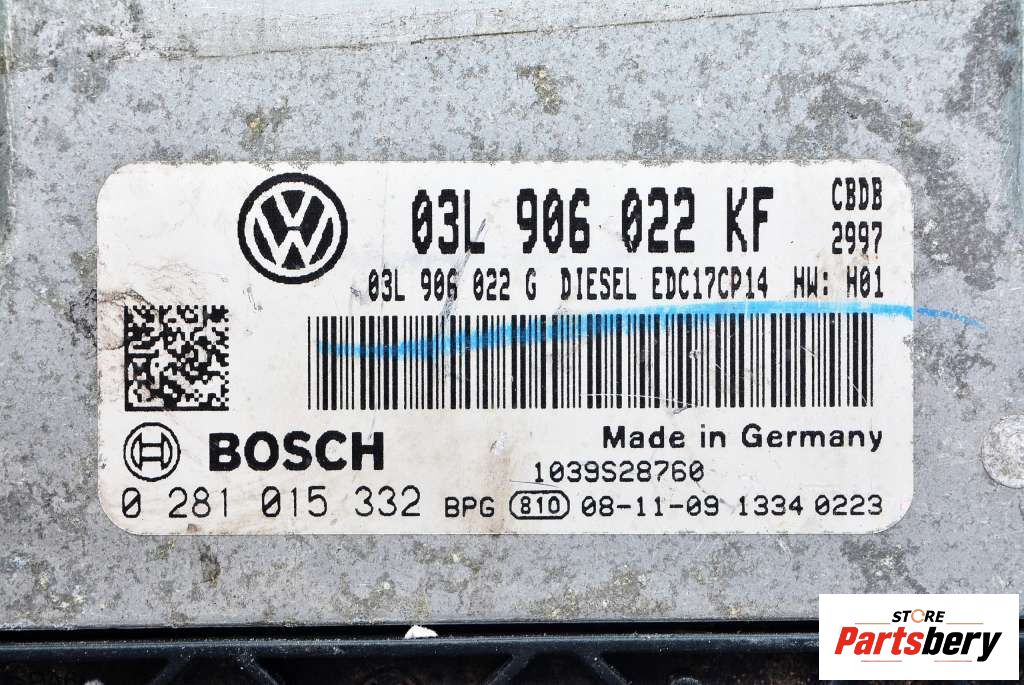 03L 906 022 KF CBDB
2997
03L 906 022 G DIESEL EDC17CP14 HW: H01
BOSCH
Made in Germany
1039S28760
0 281 015 332 BPG 810 08-11-09 1334 0223
STORE
Partsbery